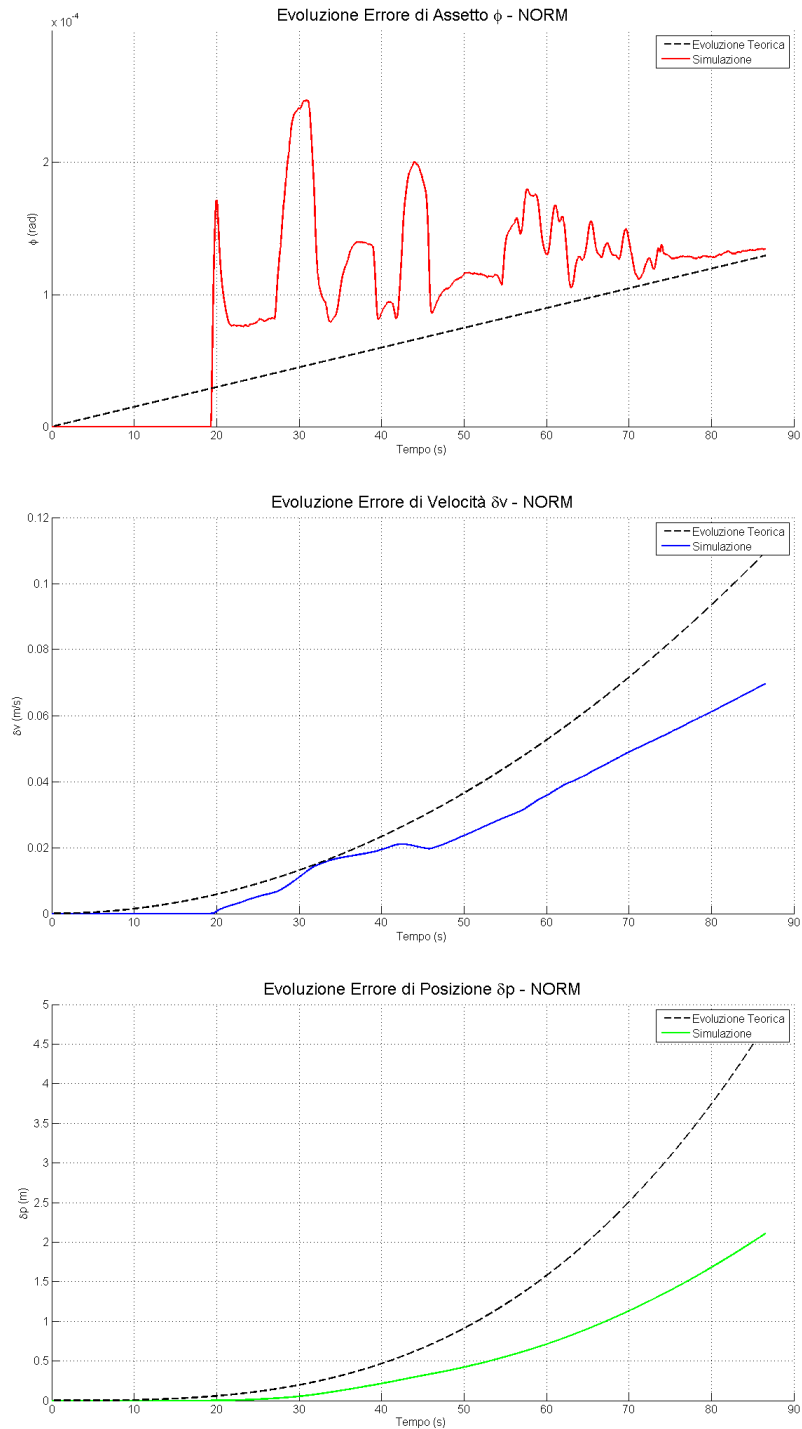 Evoluzione Errore di Assetto ϕ - NORM
x 10⁻⁴
Evoluzione Teorica
Simulazione
2
1
0
ϕ (rad)
0 10 20 30 40 50 60 70 80 90
Tempo (s)
Evoluzione Errore di Velocità δv - NORM
Evoluzione Teorica
Simulazione
0.12
0.1
0.08
0.06
0.04
0.02
0
δv (m/s)
0 10 20 30 40 50 60 70 80 90
Tempo (s)
Evoluzione Errore di Posizione δp - NORM
Evoluzione Teorica
Simulazione
5
4.5
4
3.5
3
2.5
2
1.5
1
0.5
0
δp (m)
0 10 20 30 40 50 60 70 80 90
Tempo (s)